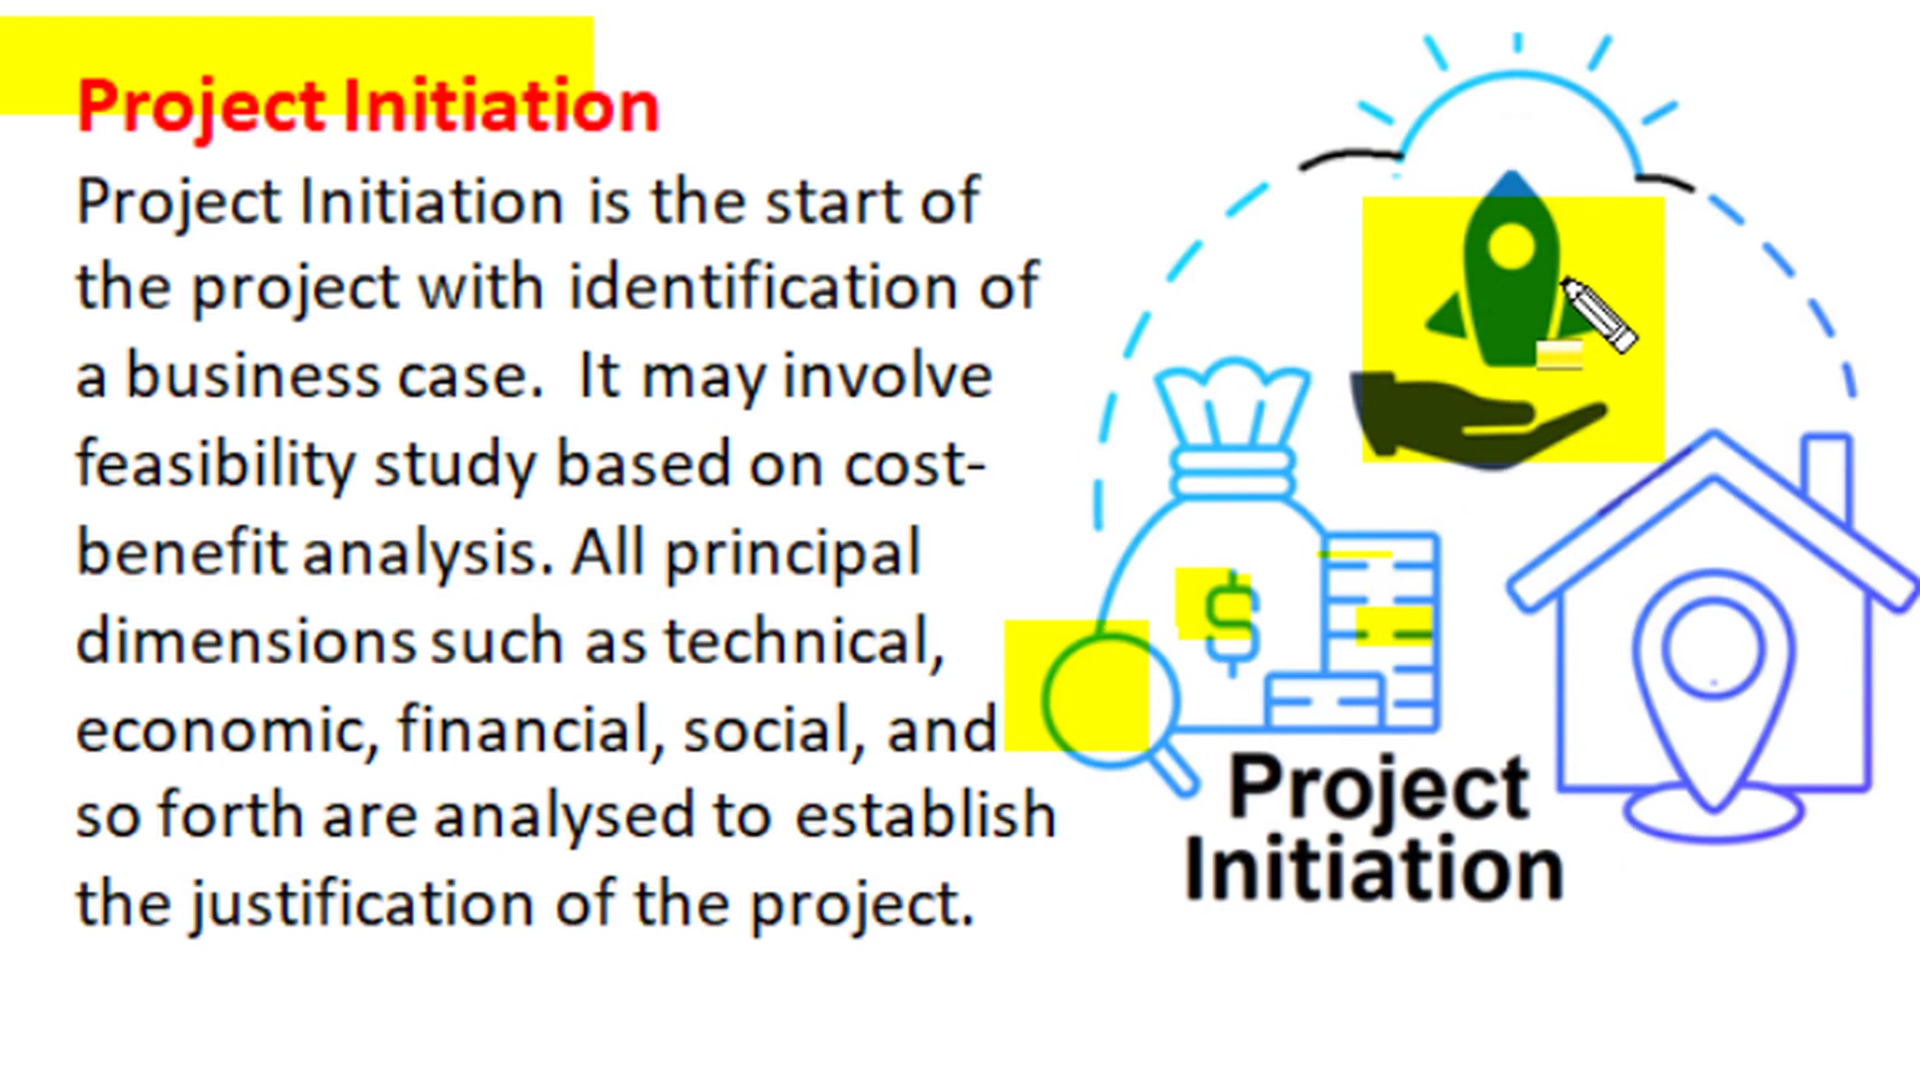 Project Initiation
Project Initiation is the start of
the project with identification of
a business case. It may involve
feasibility study based on cost-
benefit analysis. All principal
dimensions such as technical,
economic, financial, social, and
so forth are analysed to establish
the justification of the project.
$
Project
Initiation